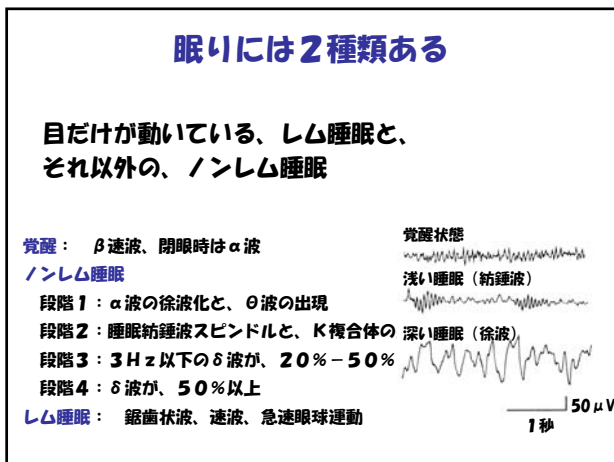 眠りには２種類ある
目だけが動いている、レム睡眠と、
それ以外の、ノンレム睡眠
覚醒： β速波、閉眼時はα波
ノンレム睡眠
段階１：α波の徐波化と、θ波の出現
段階２：睡眠紡錘波スピンドルと、Ｋ複合体の
段階３：３Ｈｚ以下のδ波が、２０％－５０％
段階４：δ波が、５０％以上
レム睡眠： 鋸歯状波、速波、急速眼球運動
覚醒状態
浅い睡眠（紡錘波）
深い睡眠（徐波）
50μV
1秒